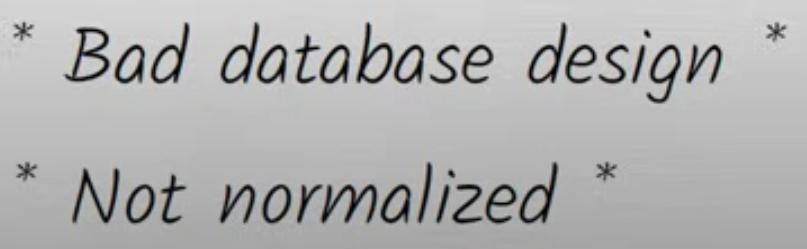 * Bad database design *
* Not normalized *